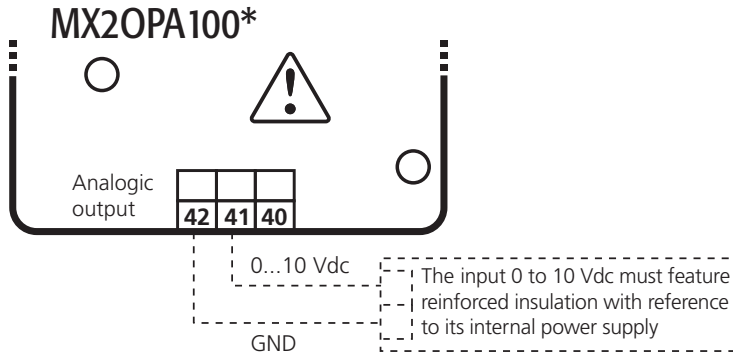 MX2OPA100*
Analogic
output
42 41 40
0...10 Vdc
GND
The input 0 to 10 Vdc must feature
reinforced insulation with reference
to its internal power supply